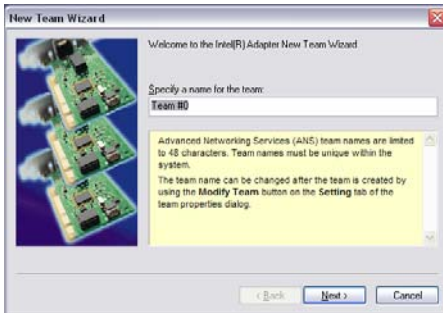 New Team Wizard
Welcome to the Intel(R) Adapter New Team Wizard
Specify a name for the team:
Team #0
Advanced Networking Services (ANS) team names are limited
to 48 characters. Team names must be unique within the
system.
The team name can be changed after the team is created by
using the Modify Team button on the Setting tab of the
team properties dialog.
< Back
Next >
Cancel